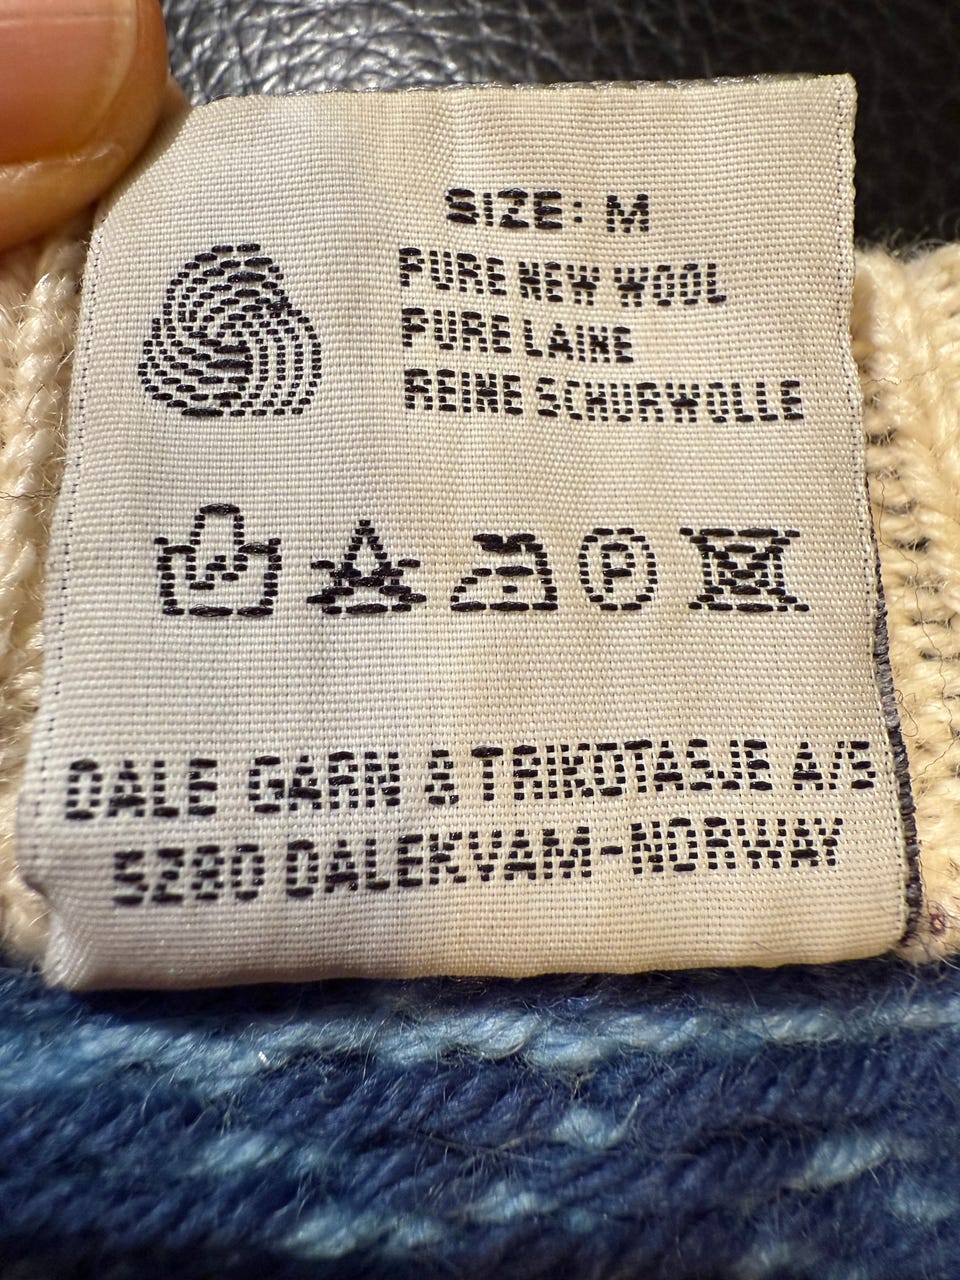 SIZE: M
PURE NEW WOOL
PURE LAINE
REINE SCHURWOLLE
P
DALE GARN & TRIKOTASJE A/S
5280 DALEKVAM-NORWAY